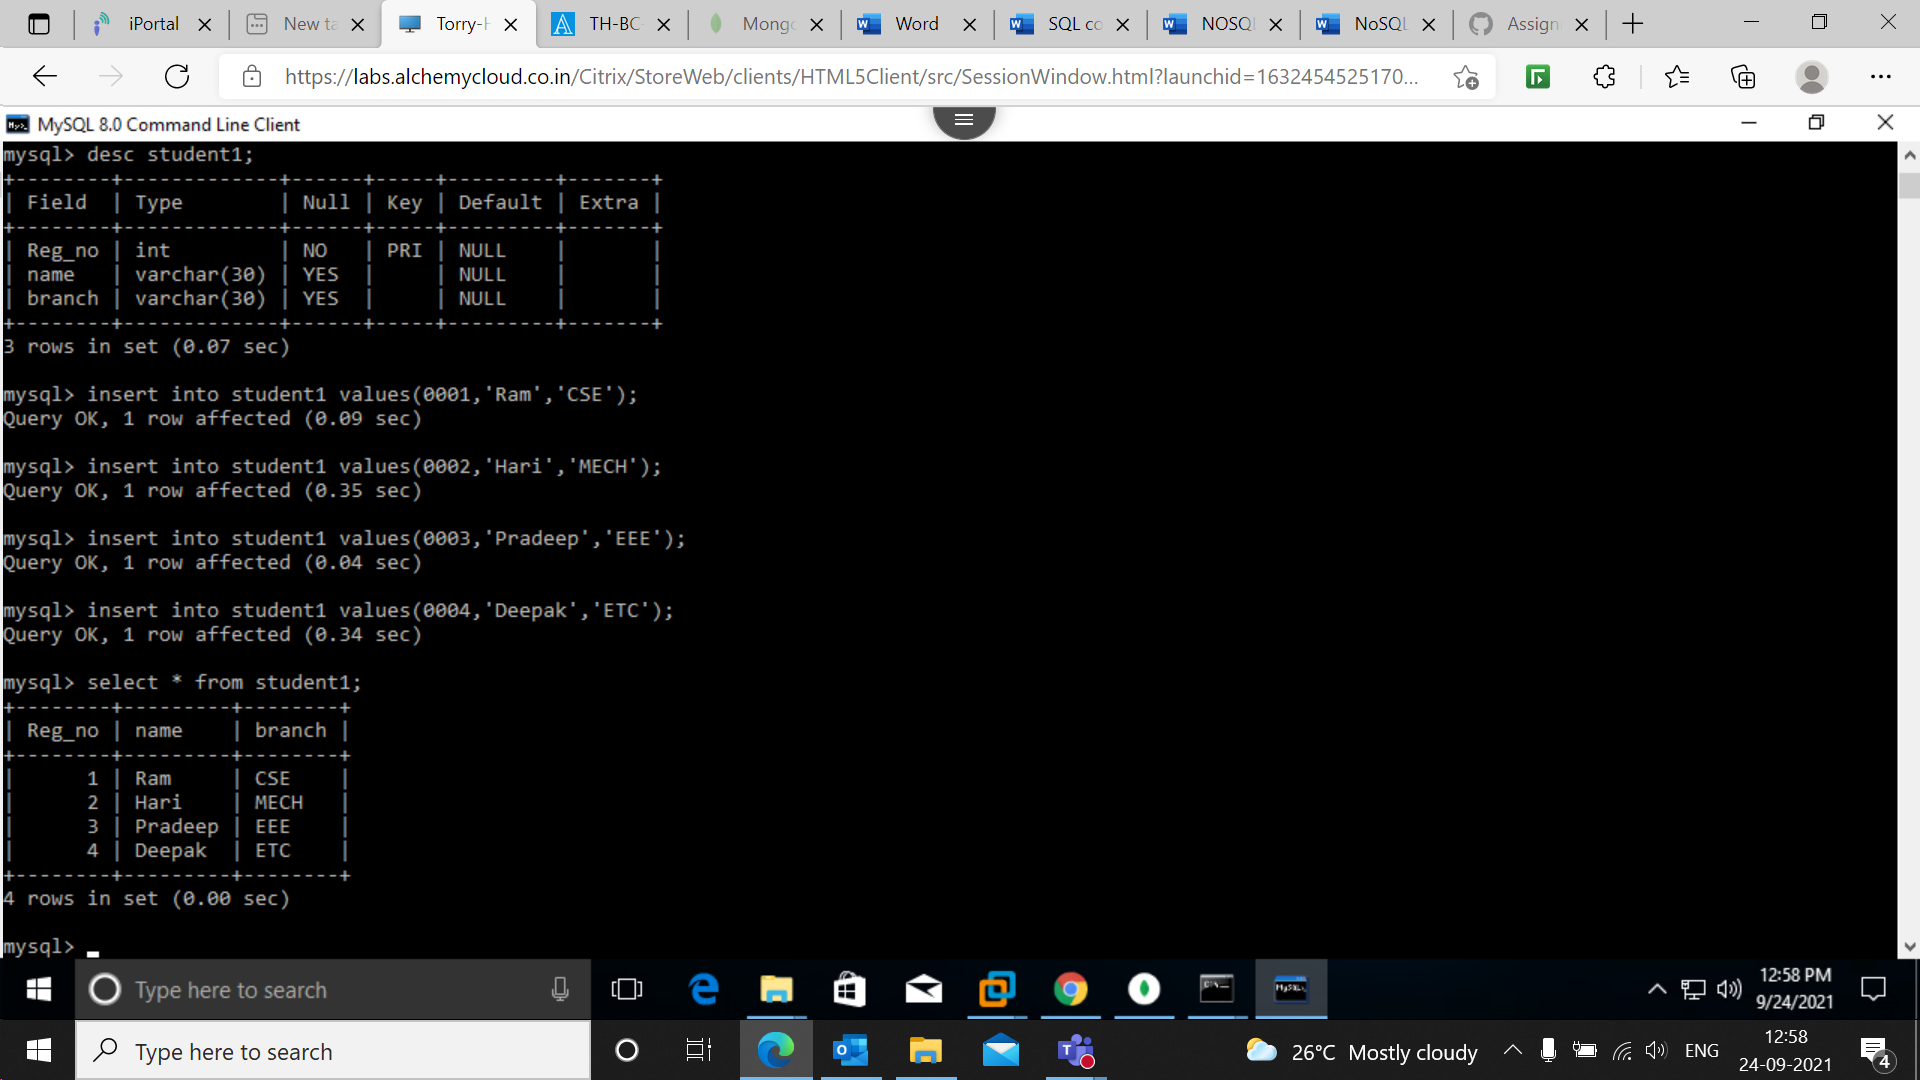 iPortal
New ta
Torry-H
TH-BC-
Mongo
Word
SQL co
NOSQL
NoSQL
Assign
https://labs.alchemycloud.co.in/Citrix/StoreWeb/clients/HTML5Client/src/SessionWindow.html?launchid=1632454525170...
MySQL 8.0 Command Line Client
mysql> desc student1;
+--------+-------------+------+-----+---------+-------+
| Field | Type | Null | Key | Default | Extra |
+--------+-------------+------+-----+---------+-------+
| Reg_no | int | NO | PRI | NULL | |
| name | varchar(30) | YES | | NULL | |
| branch | varchar(30) | YES | | NULL | |
+--------+-------------+------+-----+---------+-------+
3 rows in set (0.07 sec)
mysql> insert into student1 values(0001,'Ram','CSE');
Query OK, 1 row affected (0.09 sec)
mysql> insert into student1 values(0002,'Hari','MECH');
Query OK, 1 row affected (0.35 sec)
mysql> insert into student1 values(0003,'Pradeep','EEE');
Query OK, 1 row affected (0.04 sec)
mysql> insert into student1 values(0004,'Deepak','ETC');
Query OK, 1 row affected (0.34 sec)
mysql> select * from student1;
+--------+---------+--------+
| Reg_no | name | branch |
+--------+---------+--------+
| 1 | Ram | CSE |
| 2 | Hari | MECH |
| 3 | Pradeep | EEE |
| 4 | Deepak | ETC |
+--------+---------+--------+
4 rows in set (0.00 sec)
mysql> _
Type here to search
12:58 PM
9/24/2021
Type here to search
26°C Mostly cloudy
ENG
12:58
24-09-2021
4